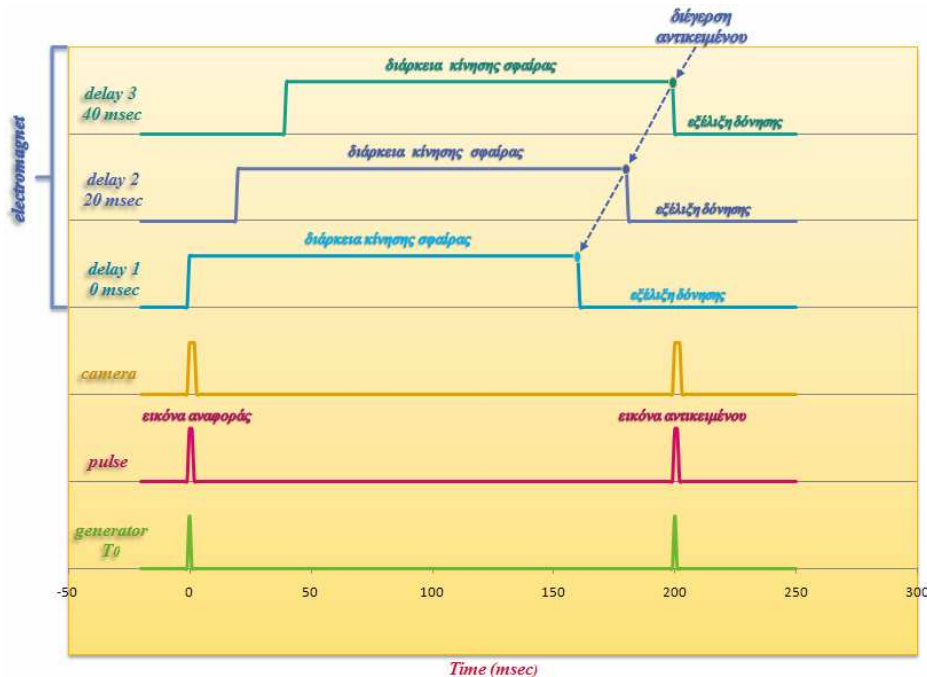 διέγερση
αντικειμένου
electromagnet
delay 3
40 msec
διάρκεια κίνησης σφαίρας
εξέλιξη δόνησης
delay 2
20 msec
διάρκεια κίνησης σφαίρας
εξέλιξη δόνησης
delay 1
0 msec
διάρκεια κίνησης σφαίρας
εξέλιξη δόνησης
camera
εικόνα αναφοράς
εικόνα αντικειμένου
pulse
generator
T0
-50 0 50 100 150 200 250 300
Time (msec)